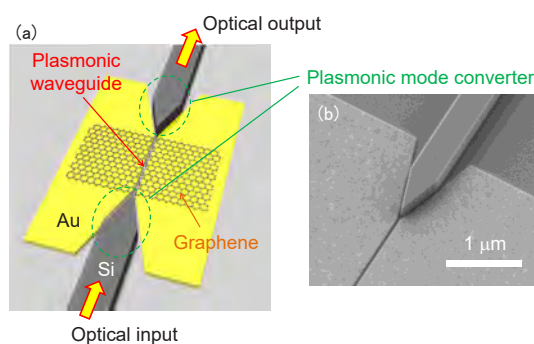 (a)
Optical output
Plasmonic
waveguide
Plasmonic mode converter
(b)
Au
Graphene
Si
1 μm
Optical input